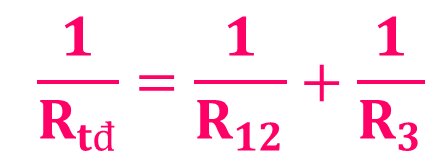 1/Rtđ = 1/R12 + 1/R3